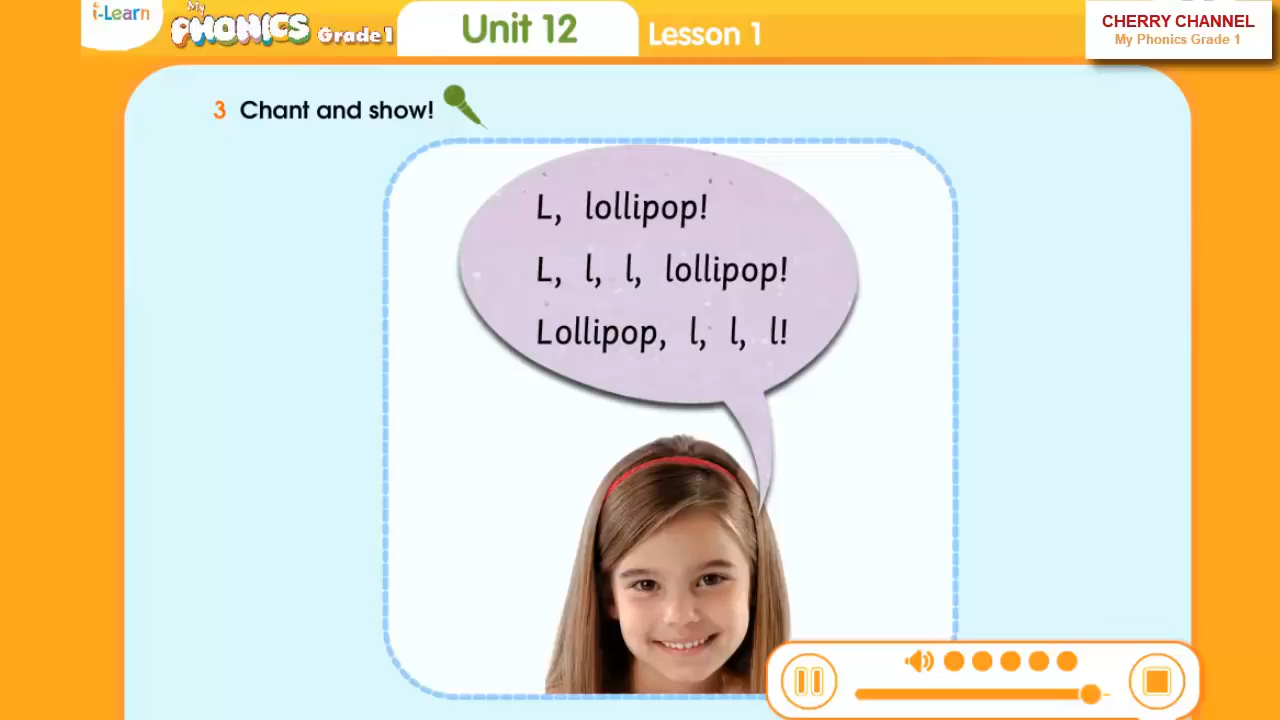 i-Learn
My
PHONICS Grade 1
Unit 12
Lesson 1
CHERRY CHANNEL
My Phonics Grade 1
3 Chant and show!
L, lollipop!
L, l, l, lollipop!
Lollipop, l, l, l!